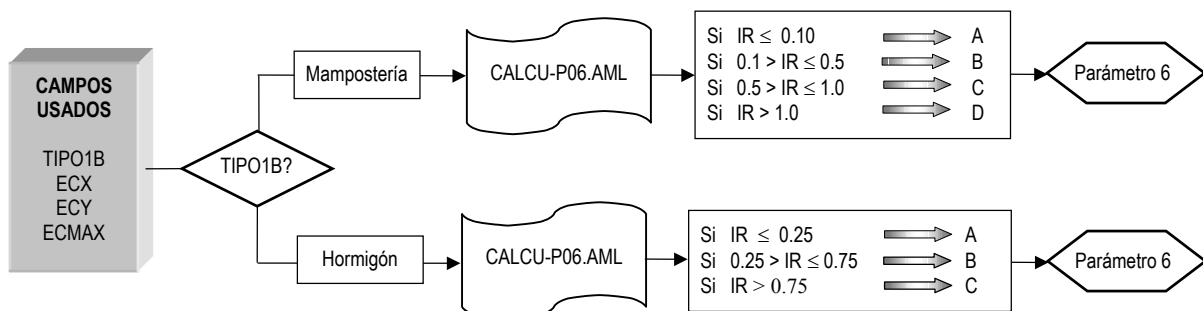 CAMPOS
USADOS
TIPO1B
ECX
ECY
ECMAX
TIPO1B?
Mampostería
CALCU-P06.AML
Si IR ≤ 0.10 A
Si 0.1 > IR ≤ 0.5 B
Si 0.5 > IR ≤ 1.0 C
Si IR > 1.0 D
Parámetro 6
Hormigón
CALCU-P06.AML
Si IR ≤ 0.25 A
Si 0.25 > IR ≤ 0.75 B
Si IR > 0.75 C
Parámetro 6